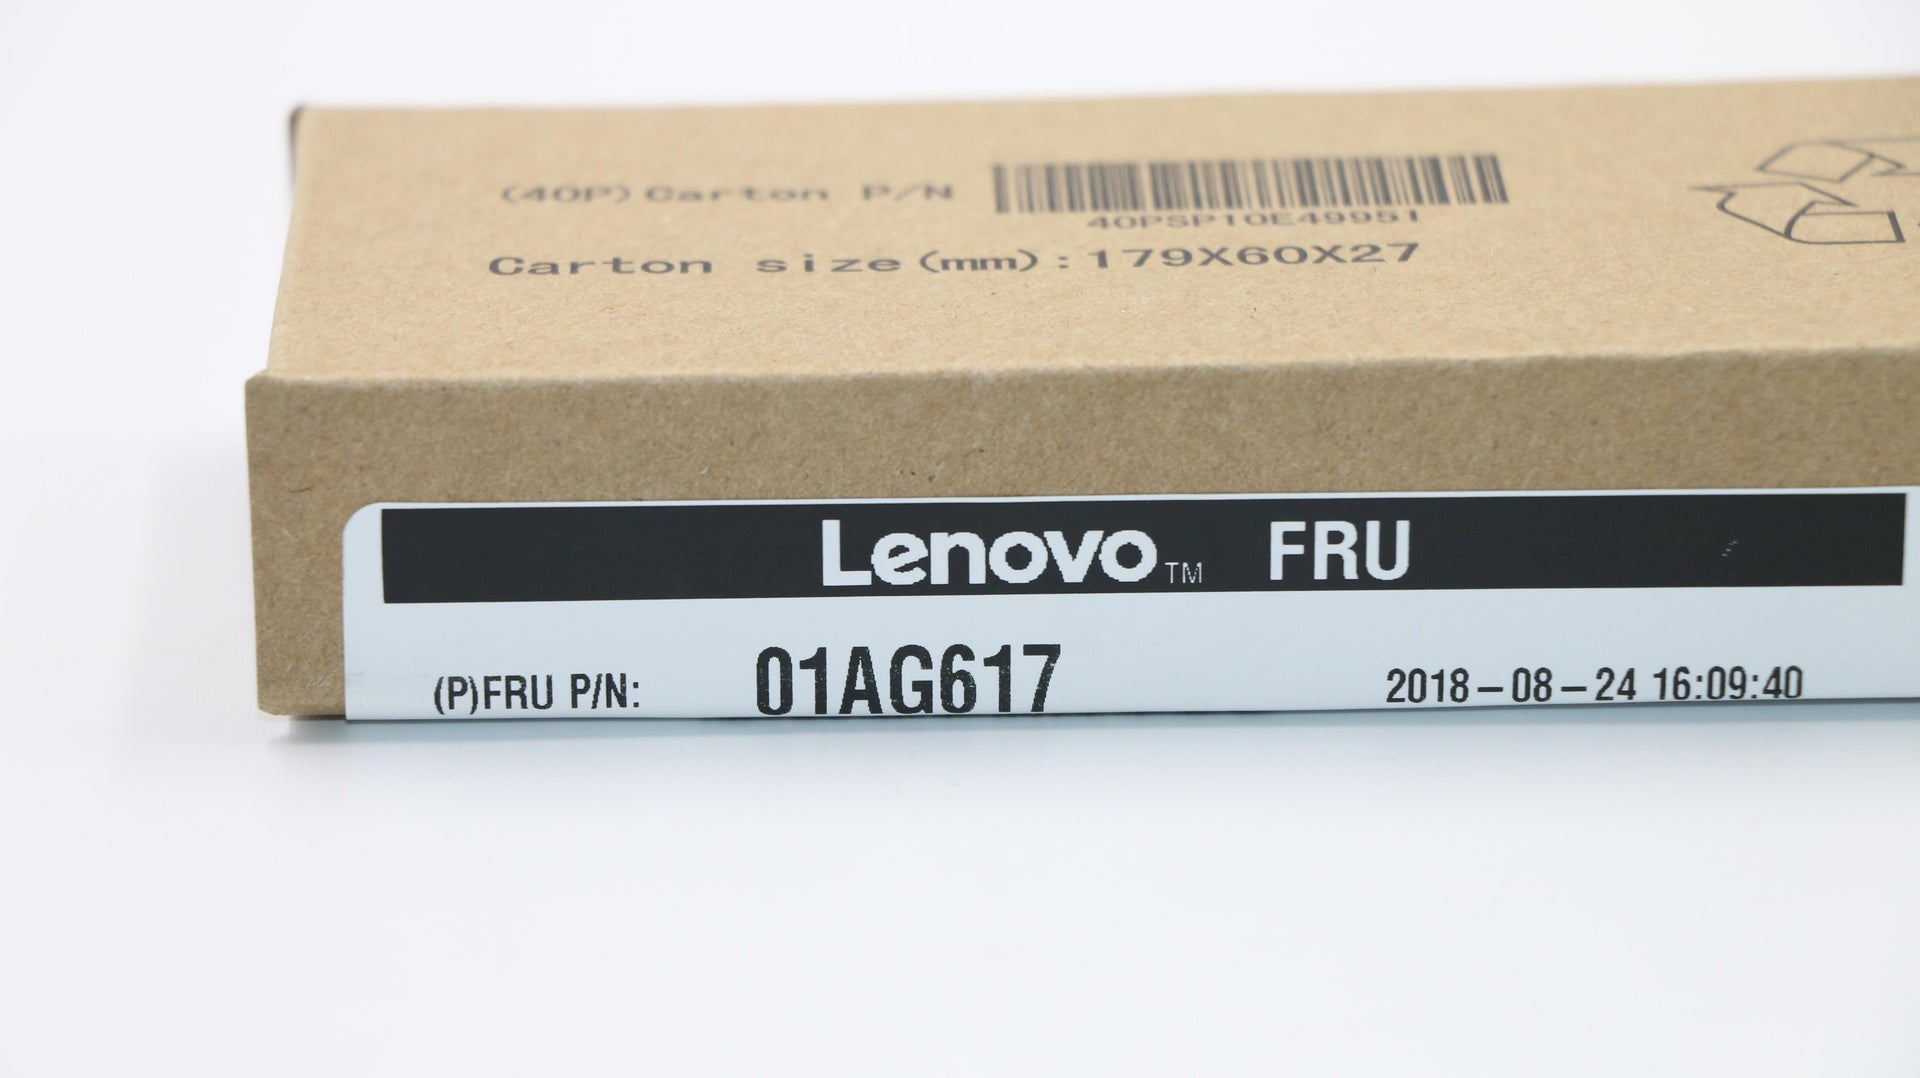 (40P)Carton P/N
40PSP10E49951
Carton size(mm):179X60X27
Lenovo™ FRU
(P)FRU P/N: 01AG617 2018-08-24 16:09:40